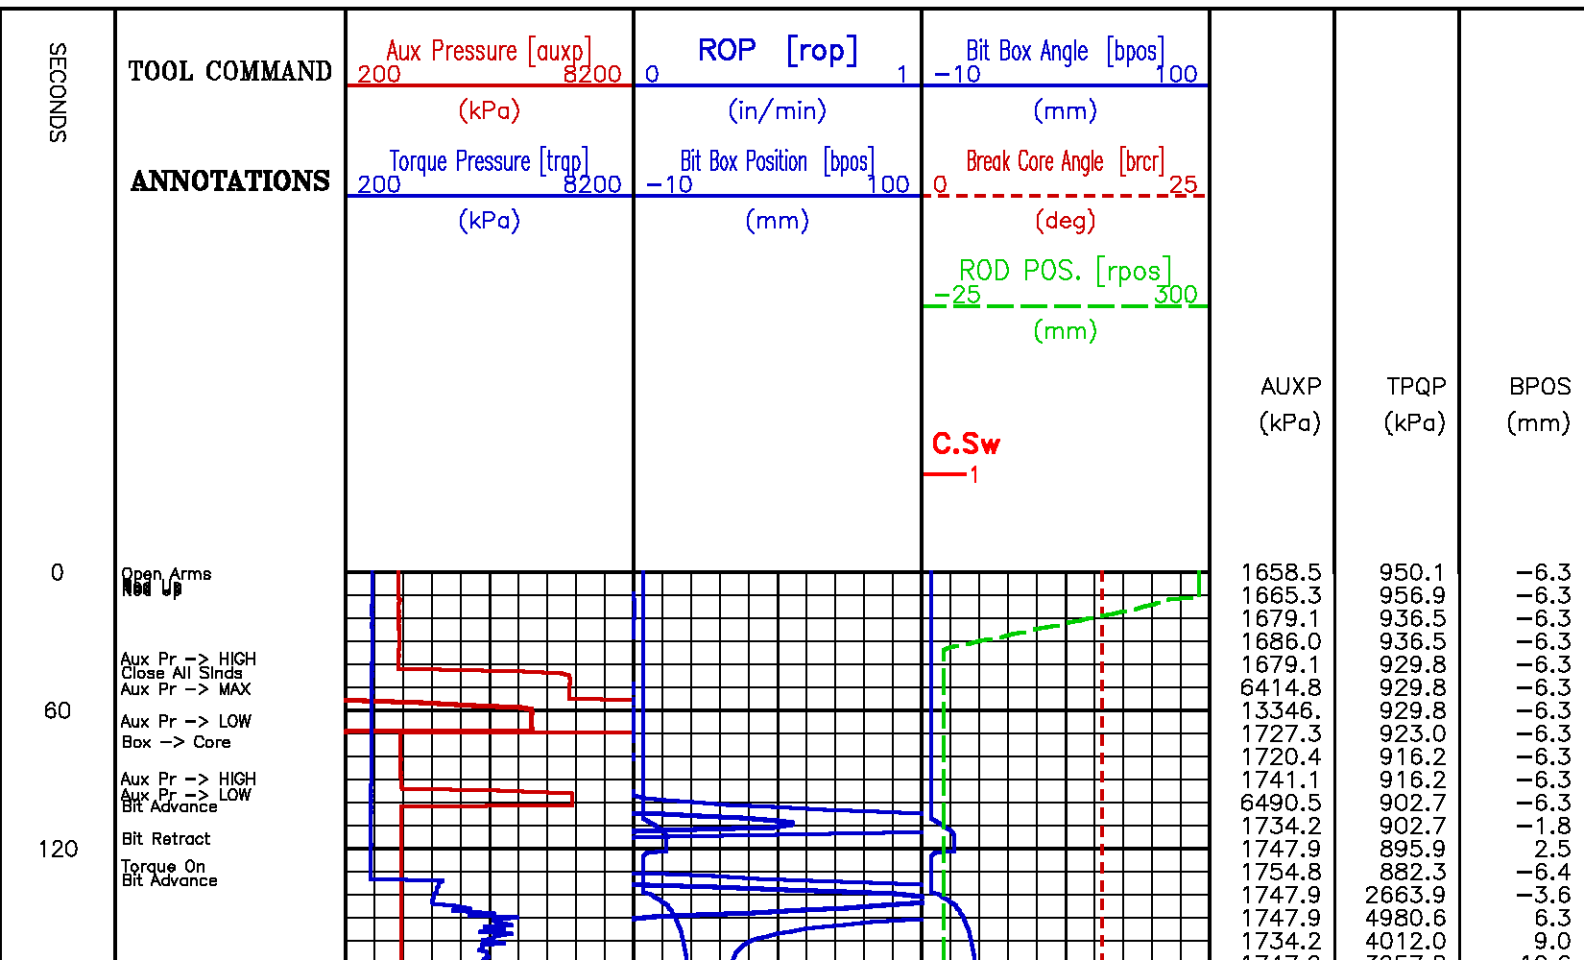 SECONDS
TOOL COMMAND
ANNOTATIONS
Aux Pressure [auxp]
200 8200
(kPa)
Torque Pressure [trqp]
200 8200
(kPa)
ROP [rop]
0 1
(in/min)
Bit Box Position [bpos]
-10 100
(mm)
Bit Box Angle [bpos]
-10 100
(mm)
Break Core Angle [brcr]
0 25
(deg)
ROD POS. [rpos]
-25 300
(mm)
C.Sw
1
AUXP TPQP BPOS
(kPa) (kPa) (mm)
0
60
120
Open Arms
Up
Aux Pr -> HIGH
Close All Slnds
Aux Pr -> MAX
Aux Pr -> LOW
Box -> Core
Aux Pr -> HIGH
Aux Pr -> LOW
Bit Advance
Bit Retract
Torque On
Bit Advance
1658.5 950.1 -6.3
1665.3 956.9 -6.3
1679.1 936.5 -6.3
1686.0 936.5 -6.3
1679.1 929.8 -6.3
6414.8 929.8 -6.3
13346. 929.8 -6.3
1727.3 923.0 -6.3
1720.4 916.2 -6.3
1741.1 916.2 -6.3
6490.5 902.7 -6.3
1734.2 902.7 -1.8
1747.9 895.9 2.5
1754.8 882.3 -6.4
1747.9 2663.9 -3.6
1747.9 4980.6 6.3
1734.2 4012.0 9.0